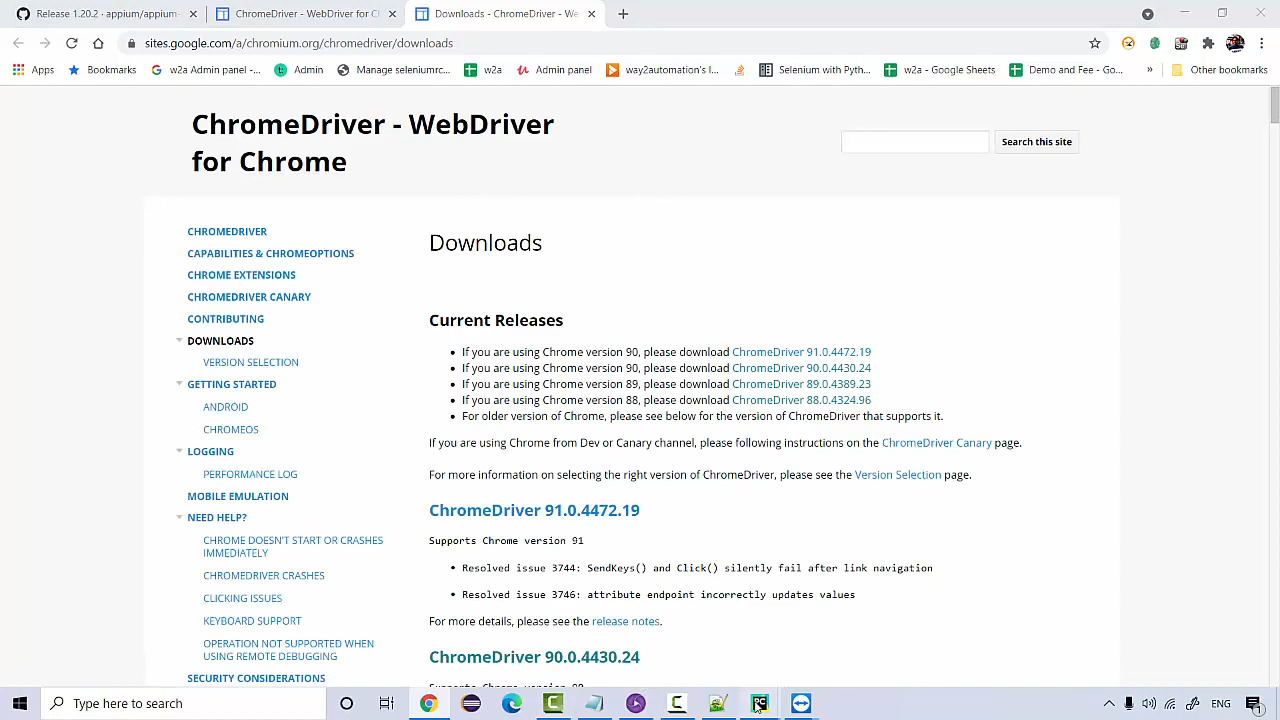 Release 1.20.2 · appium/appium-
ChromeDriver - WebDriver for C
Downloads - ChromeDriver - We
sites.google.com/a/chromium.org/chromedriver/downloads
Apps
Bookmarks
w2a Admin panel -...
Admin
Manage seleniumrc...
w2a
Admin panel
way2automation's I...
Selenium with Pyth...
w2a - Google Sheets
Demo and Fee - Go...
»
Other bookmarks
ChromeDriver - WebDriver
for Chrome
Search this site
CHROMEDRIVER
CAPABILITIES & CHROMEOPTIONS
CHROME EXTENSIONS
CHROMEDRIVER CANARY
CONTRIBUTING
DOWNLOADS
VERSION SELECTION
GETTING STARTED
ANDROID
CHROMEOS
LOGGING
PERFORMANCE LOG
MOBILE EMULATION
NEED HELP?
CHROME DOESN'T START OR CRASHES
IMMEDIATELY
CHROMEDRIVER CRASHES
CLICKING ISSUES
KEYBOARD SUPPORT
OPERATION NOT SUPPORTED WHEN
USING REMOTE DEBUGGING
SECURITY CONSIDERATIONS
Downloads
Current Releases
• If you are using Chrome version 90, please download ChromeDriver 91.0.4472.19
• If you are using Chrome version 90, please download ChromeDriver 90.0.4430.24
• If you are using Chrome version 89, please download ChromeDriver 89.0.4389.23
• If you are using Chrome version 88, please download ChromeDriver 88.0.4324.96
• For older version of Chrome, please see below for the version of ChromeDriver that supports it.
If you are using Chrome from Dev or Canary channel, please following instructions on the ChromeDriver Canary page.
For more information on selecting the right version of ChromeDriver, please see the Version Selection page.
ChromeDriver 91.0.4472.19
Supports Chrome version 91
• Resolved issue 3744: SendKeys() and Click() silently fail after link navigation
• Resolved issue 3746: attribute endpoint incorrectly updates values
For more details, please see the release notes.
ChromeDriver 90.0.4430.24
Supports Chrome version 90
Type here to search
ENG